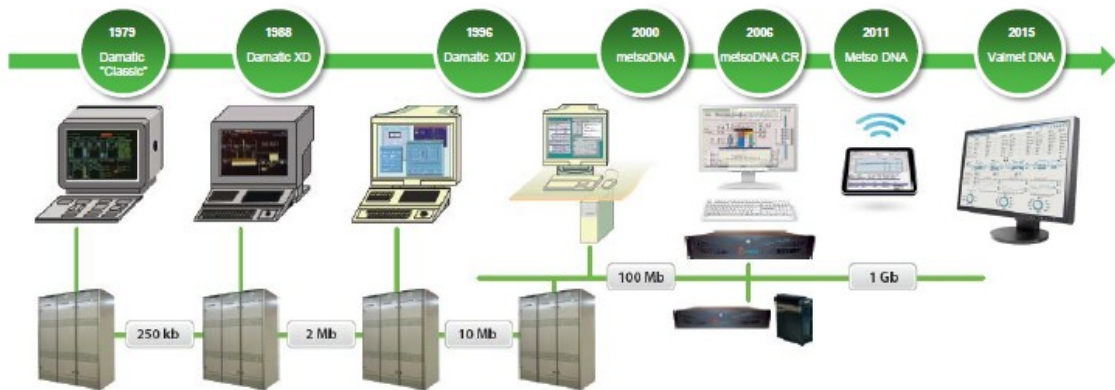 1979
Damatic
"Classic"
1988
Damatic XD
1996
Damatic XD/
2000
metsoDNA
2006
metsoDNA CR
2011
Metso DNA
2015
Valmet DNA
100 Mb
1 Gb
250 kb
2 Mb
10 Mb